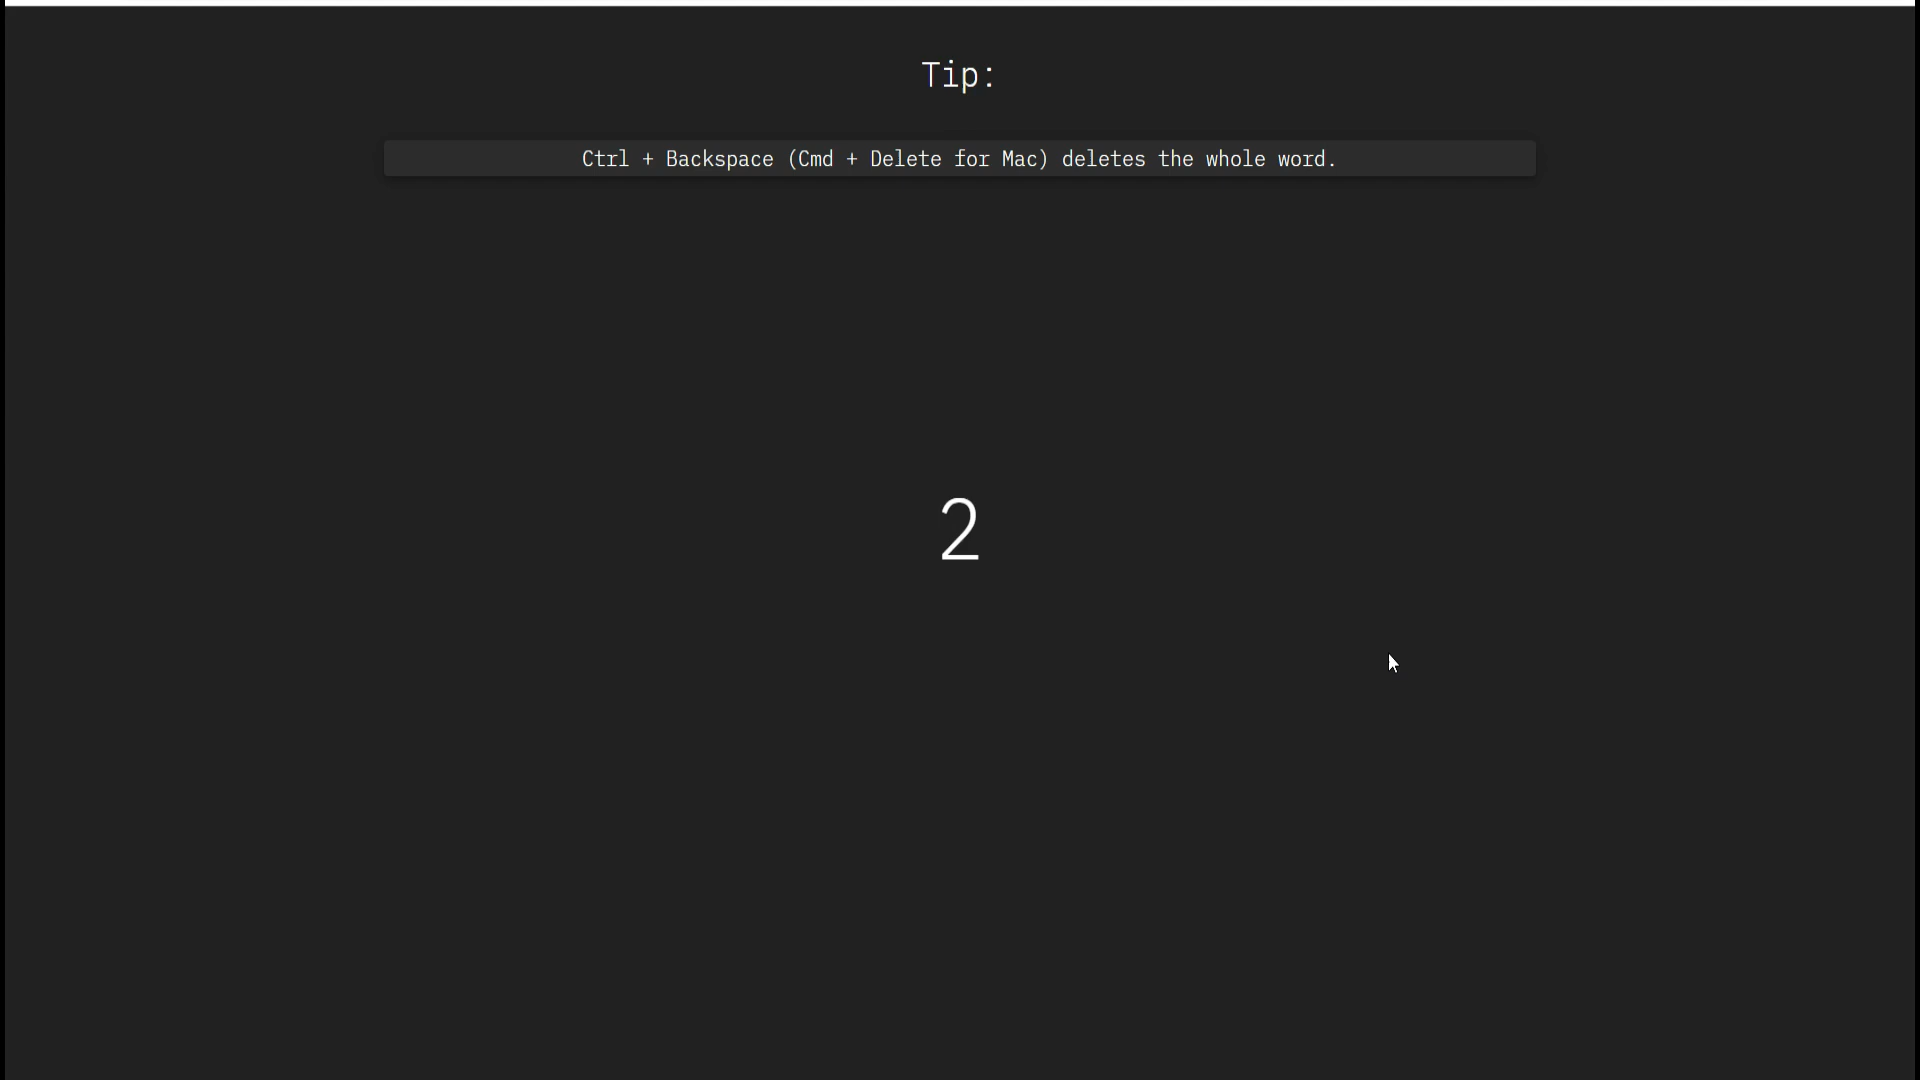 Tip:
Ctrl + Backspace (Cmd + Delete for Mac) deletes the whole word.
2